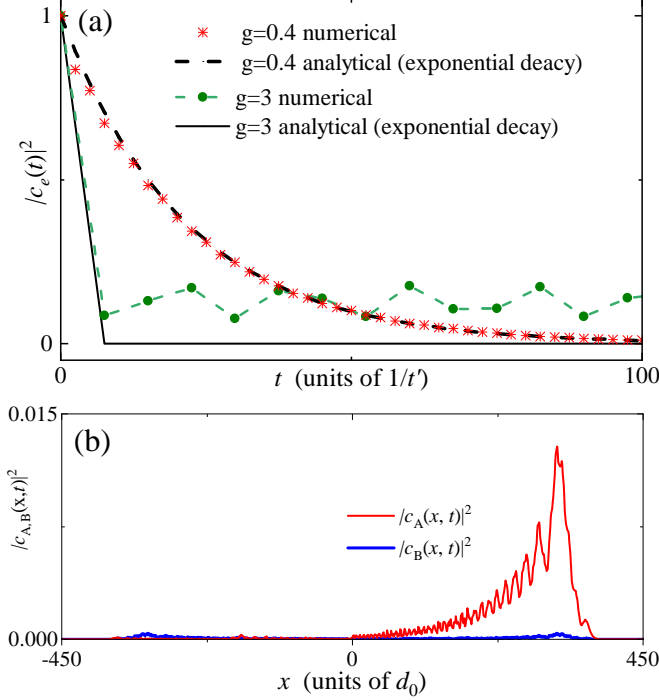 (a)
1
g=0.4 numerical
g=0.4 analytical (exponential deacy)
g=3 numerical
g=3 analytical (exponential decay)
|c_e(t)|^2
0
0
100
t (units of 1/t′)
(b)
0.015
|c_A,B(x,t)|^2
|c_A(x, t)|^2
|c_B(x, t)|^2
0.000
-450
0
450
x (units of d_0)